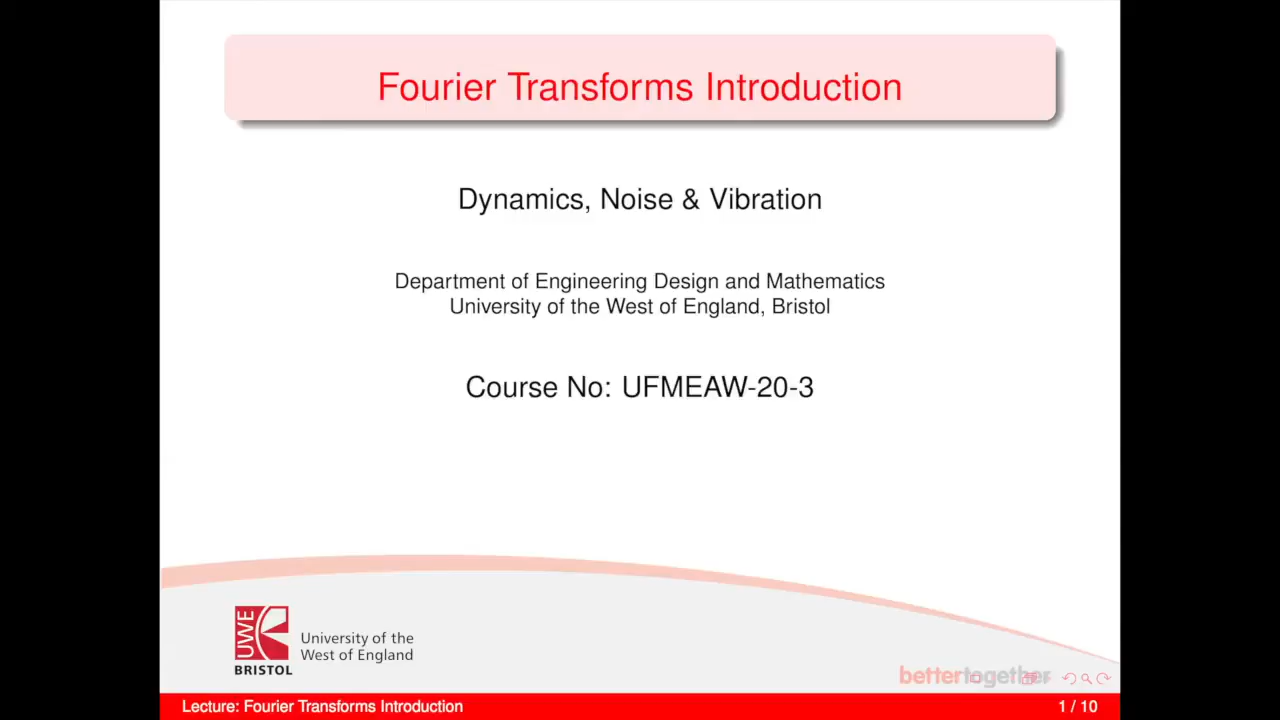 Fourier Transforms Introduction
Dynamics, Noise & Vibration
Department of Engineering Design and Mathematics
University of the West of England, Bristol
Course No: UFMEAW-20-3
UWE
BRISTOL
University of the
West of England
bettertogether
Lecture: Fourier Transforms Introduction
1 / 10